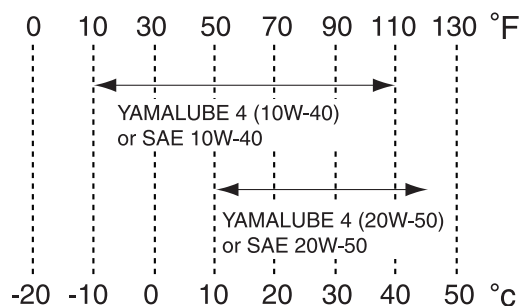 0 10 30 50 70 90 110 130 °F
YAMALUBE 4 (10W-40)
or SAE 10W-40
YAMALUBE 4 (20W-50)
or SAE 20W-50
-20 -10 0 10 20 30 40 50 °c